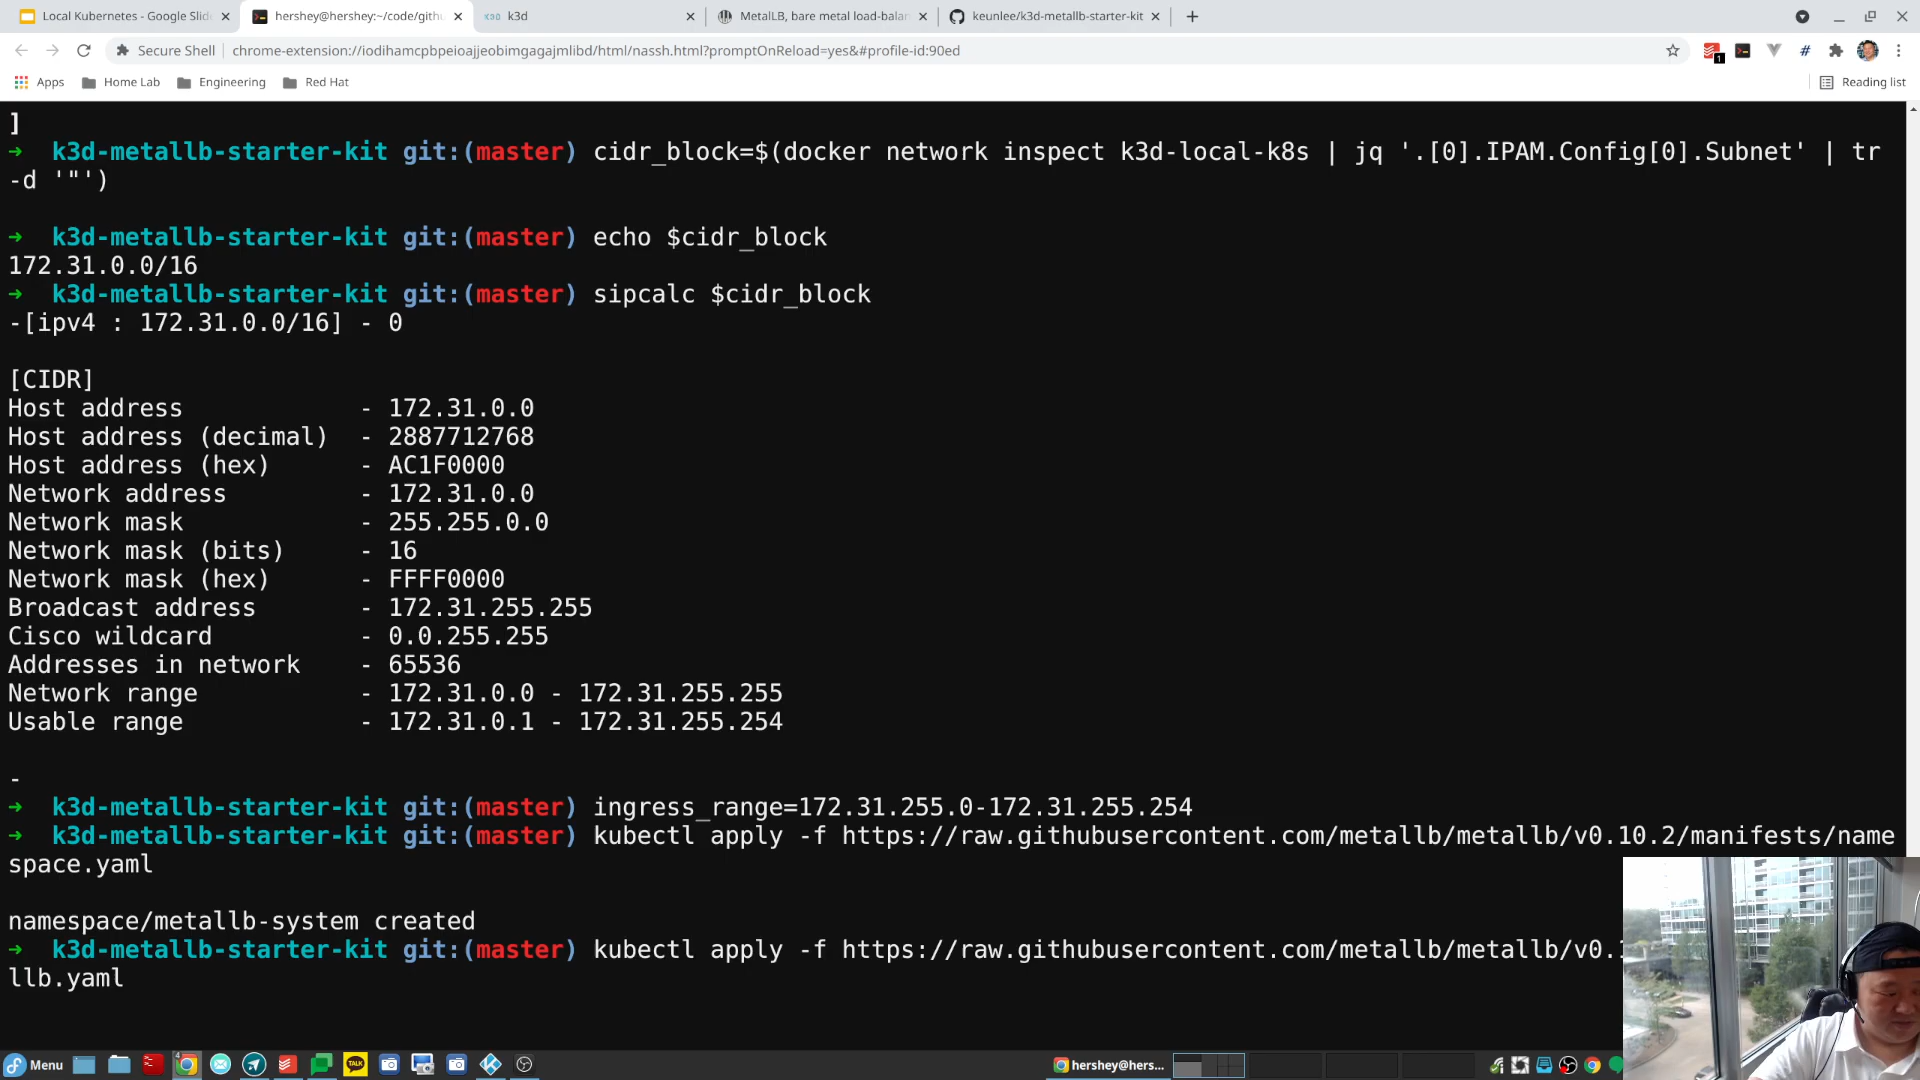 Local Kubernetes - Google Slid
hershey@hershey:~/code/githu
k3d
MetalLB, bare metal load-balan
keunlee/k3d-metallb-starter-kit
Secure Shell
chrome-extension://iodihamcpbpeioajjeobimgagajmlibd/html/nassh.html?promptOnReload=yes&#profile-id:90ed
1
Apps
Home Lab
Engineering
Red Hat
Reading list
]
➜ k3d-metallb-starter-kit git:(master) cidr_block=$(docker network inspect k3d-local-k8s | jq '.[0].IPAM.Config[0].Subnet' | tr
-d '"')
➜ k3d-metallb-starter-kit git:(master) echo $cidr_block
172.31.0.0/16
➜ k3d-metallb-starter-kit git:(master) sipcalc $cidr_block
-[ipv4 : 172.31.0.0/16] - 0
[CIDR]
Host address - 172.31.0.0
Host address (decimal) - 2887712768
Host address (hex) - AC1F0000
Network address - 172.31.0.0
Network mask - 255.255.0.0
Network mask (bits) - 16
Network mask (hex) - FFFF0000
Broadcast address - 172.31.255.255
Cisco wildcard - 0.0.255.255
Addresses in network - 65536
Network range - 172.31.0.0 - 172.31.255.255
Usable range - 172.31.0.1 - 172.31.255.254
-
➜ k3d-metallb-starter-kit git:(master) ingress_range=172.31.255.0-172.31.255.254
➜ k3d-metallb-starter-kit git:(master) kubectl apply -f https://raw.githubusercontent.com/metallb/metallb/v0.10.2/manifests/name
space.yaml
namespace/metallb-system created
➜ k3d-metallb-starter-kit git:(master) kubectl apply -f https://raw.githubusercontent.com/metallb/metallb/v0.1
llb.yaml
Menu
4
TALK
hershey@hers...